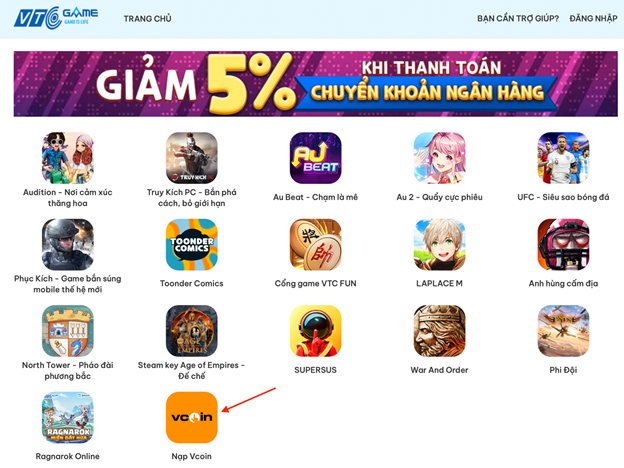 VTC GAME
GAME IS LIFE
TRANG CHỦ
BẠN CẦN TRỢ GIÚP?
ĐĂNG NHẬP
GIẢM 5%
KHI THANH TOÁN
CHUYỂN KHOẢN NGÂN HÀNG
TRUY KÍCH PC
AU
BEAT
Audition - Nơi cảm xúc
thăng hoa
Truy Kích PC - Bắn phá
cách, bỏ giới hạn
Au Beat - Chạm là mê
Au 2 - Quẩy cực phiêu
UFC - Siêu sao bóng đá
TOONDER
COMICS
Phục Kích - Game bắn súng
mobile thế hệ mới
Toonder Comics
Cổng game VTC FUN
LAPLACE M
Anh hùng cấm địa
AGE
EMPIRES
North Tower - Pháo đài
phương bắc
Steam key Age of Empires -
Đế chế
SUPERSUS
War And Order
Phi Đội
RAGNAROK
vcoin
Ragnarok Online
Nạp Vcoin